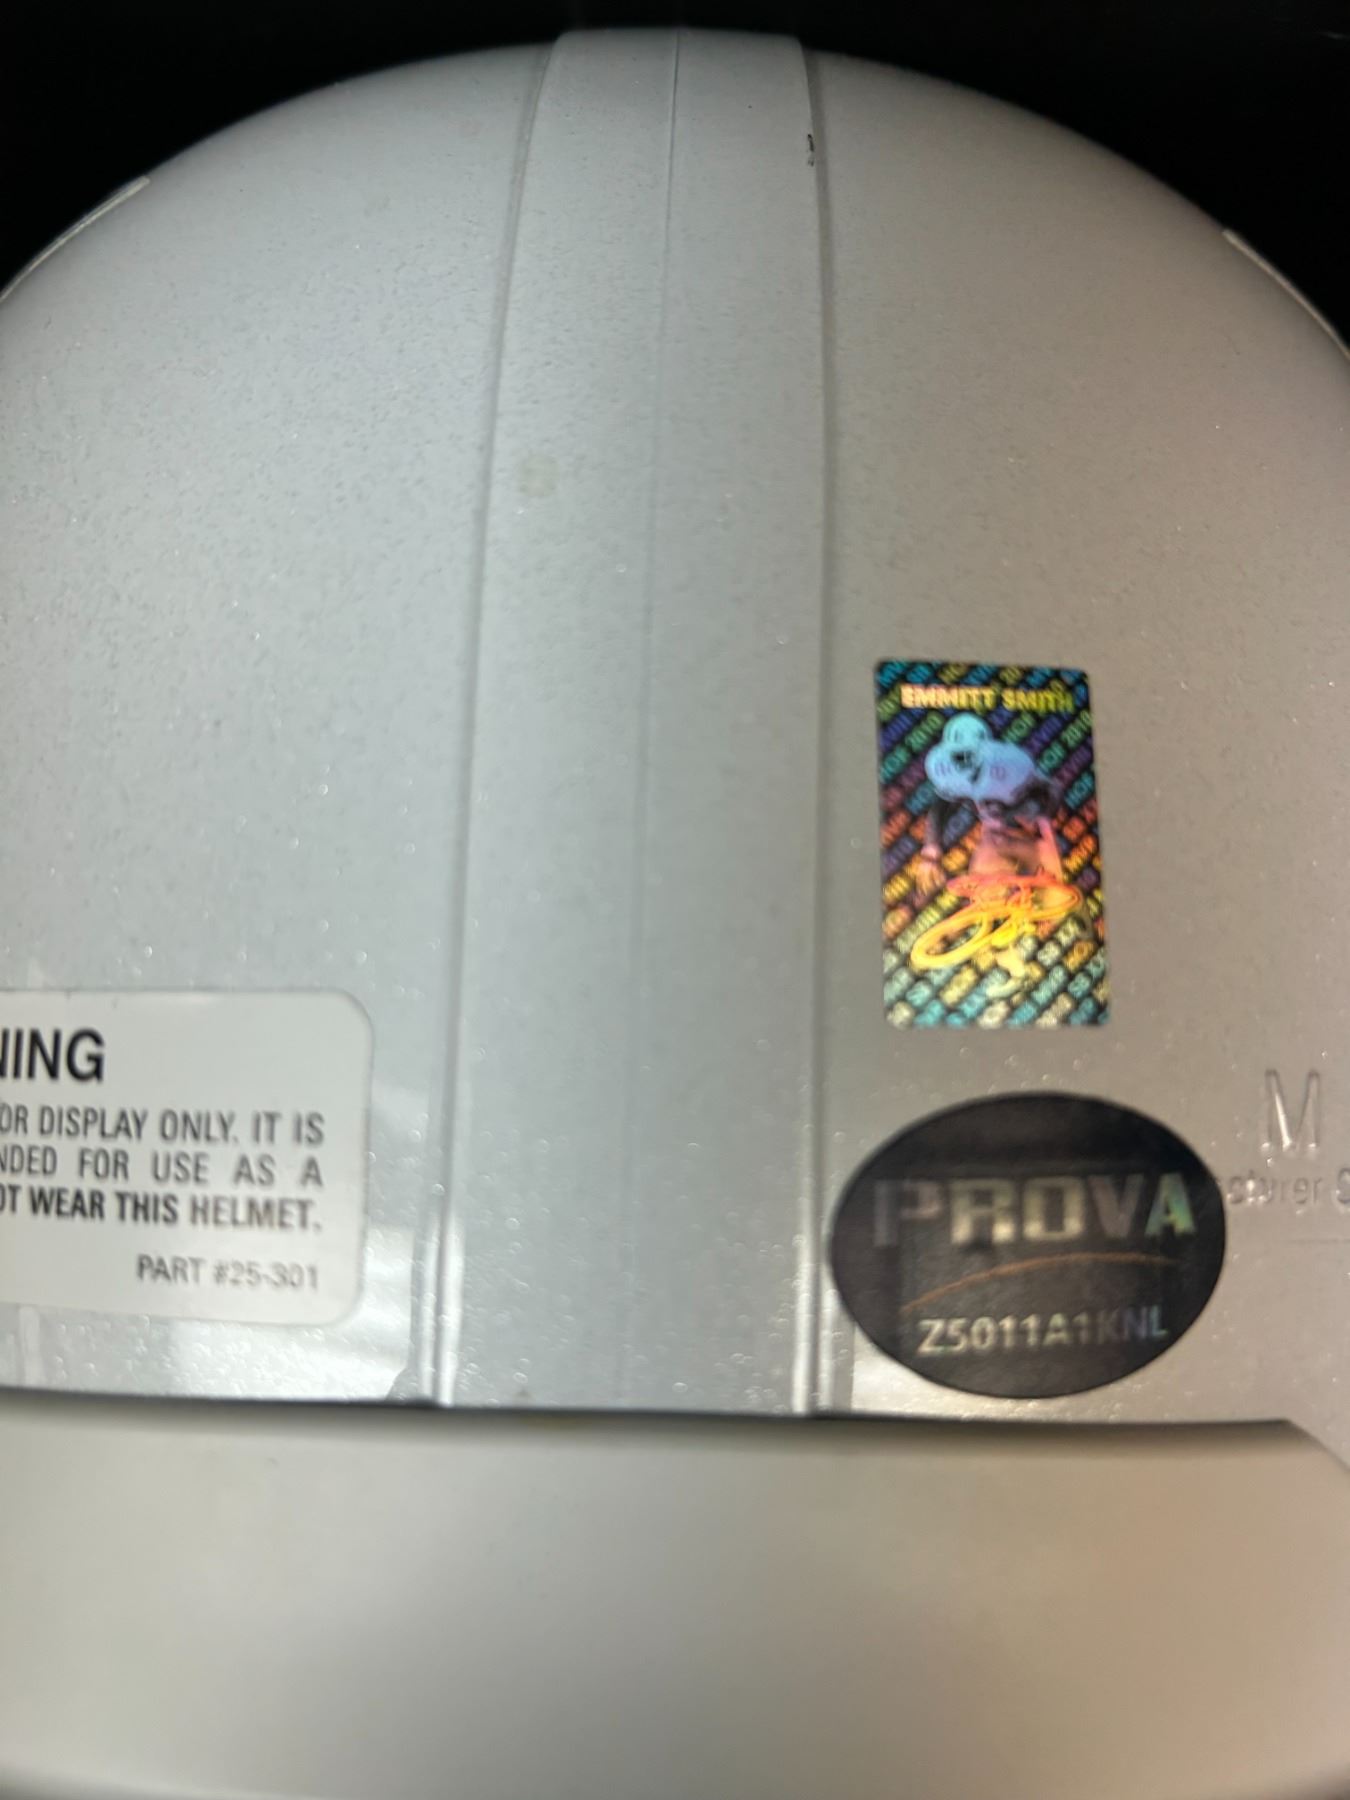 EMMITT SMITH
NING
OR DISPLAY ONLY. IT IS
NDED FOR USE AS A
OT WEAR THIS HELMET.
PART #25-301
M
PROVA
Z5011A1KNL